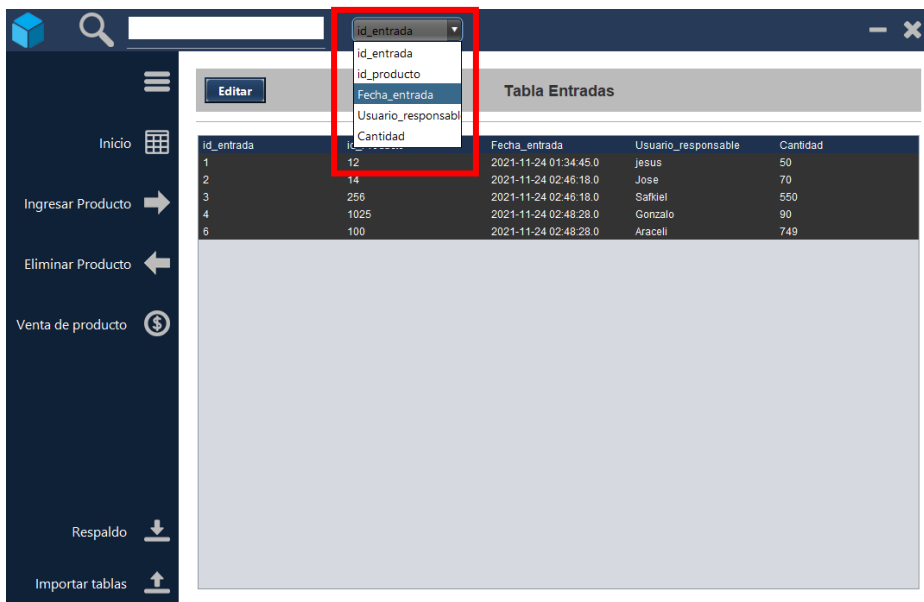 id_entrada
id_entrada
id_producto
Fecha_entrada
Usuario_responsabl
Cantidad
Editar
Tabla Entradas
Inicio
Ingresar Producto
Eliminar Producto
Venta de producto
Respaldo
Importar tablas
id_entrada Fecha_entrada Usuario_responsable Cantidad
1 12 2021-11-24 01:34:45.0 jesus 50
2 14 2021-11-24 02:46:18.0 Jose 70
3 256 2021-11-24 02:46:18.0 Safkiel 550
4 1025 2021-11-24 02:48:28.0 Gonzalo 90
6 100 2021-11-24 02:48:28.0 Araceli 749